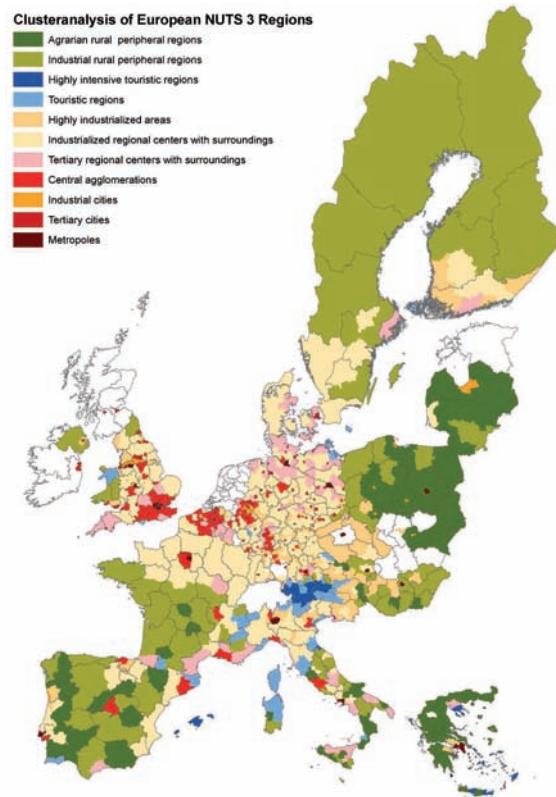 Clusteranalysis of European NUTS 3 Regions
Agrarian rural peripheral regions
Industrial rural peripheral regions
Highly intensive touristic regions
Touristic regions
Highly industrialized areas
Industrialized regional centers with surroundings
Tertiary regional centers with surroundings
Central agglomerations
Industrial cities
Tertiary cities
Metropoles